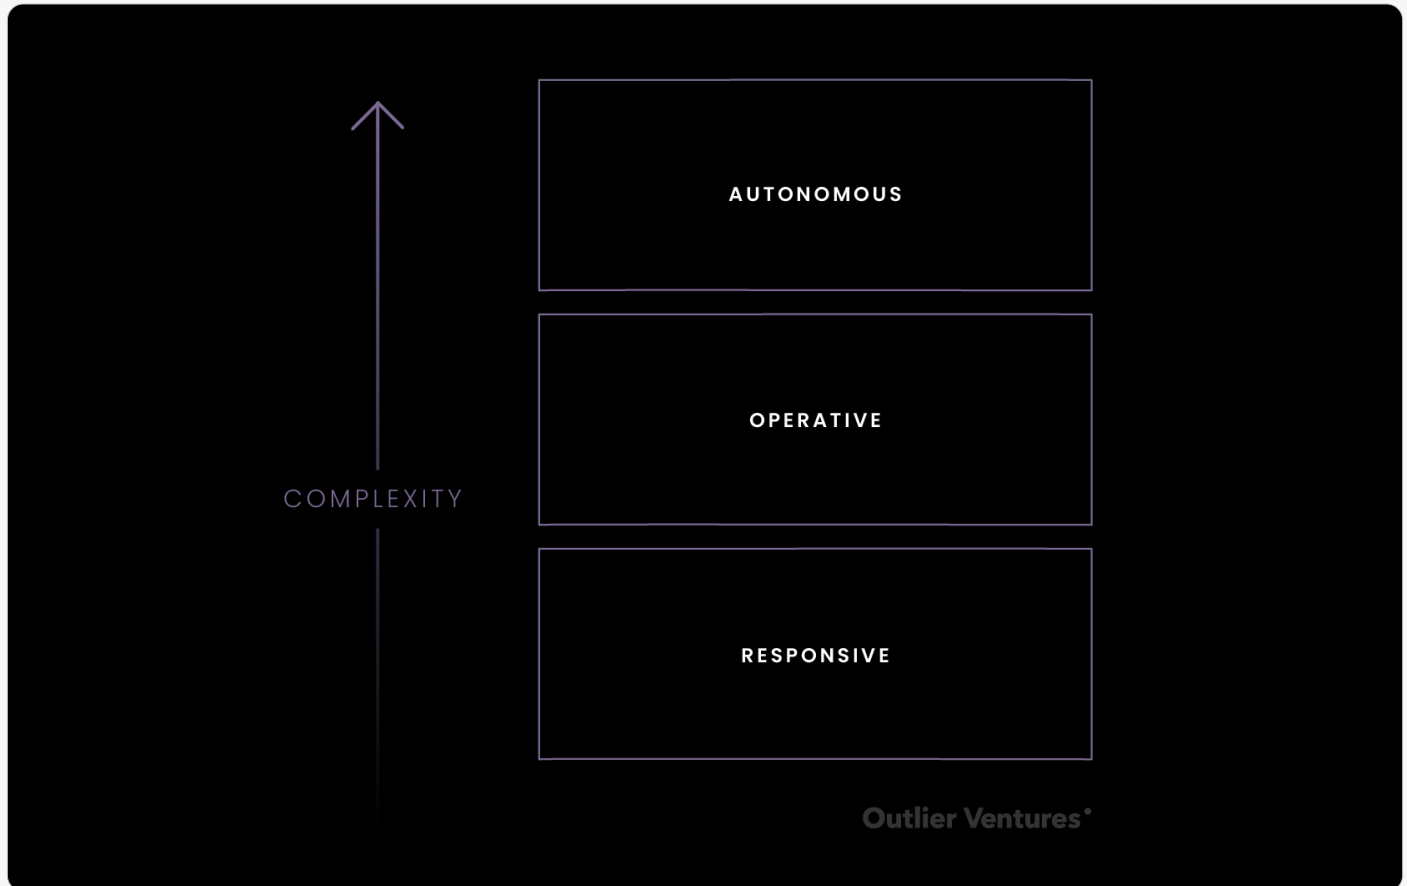 AUTONOMOUS
OPERATIVE
COMPLEXITY
RESPONSIVE
Outlier Ventures